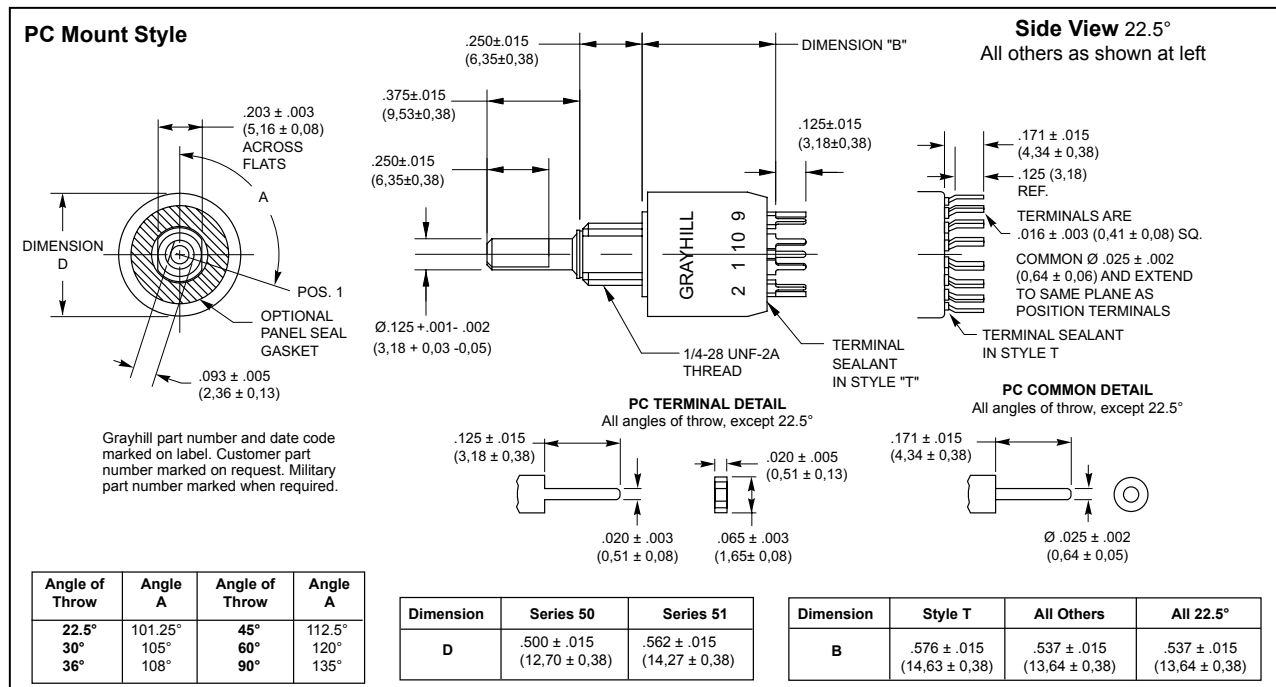 PC Mount Style
Side View 22.5°
All others as shown at left
.250±.015
(6,35±0,38)
DIMENSION "B"
.375±.015
(9,53±0,38)
.203 ± .003
(5,16 ± 0,08)
ACROSS
FLATS
A
.250±.015
(6,35±0,38)
.125±.015
(3,18±0,38)
.171 ± .015
(4,34 ± 0,38)
.125 (3,18)
REF.
DIMENSION
D
GRAYHILL
2 1 10 9
TERMINALS ARE
.016 ± .003 (0,41 ± 0,08) SQ.
COMMON Ø .025 ± .002
(0,64 ± 0,06) AND EXTEND
TO SAME PLANE AS
POSITION TERMINALS
POS. 1
OPTIONAL
PANEL SEAL
GASKET
.093 ± .005
(2,36 ± 0,13)
Ø.125 +.001- .002
(3,18 + 0,03 -0,05)
1/4-28 UNF-2A
THREAD
TERMINAL
SEALANT
IN STYLE "T"
TERMINAL SEALANT
IN STYLE T
Grayhill part number and date code
marked on label. Customer part
number marked on request. Military
part number marked when required.
PC TERMINAL DETAIL
All angles of throw, except 22.5°
.125 ± .015
(3,18 ± 0,38)
.020 ± .005
(0,51 ± 0,13)
.020 ± .003
(0,51 ± 0,08)
.065 ± .003
(1,65± 0,08)
PC COMMON DETAIL
All angles of throw, except 22.5°
.171 ± .015
(4,34 ± 0,38)
Ø .025 ± .002
(0,64 ± 0,05)
Angle of Throw Angle A Angle of Throw Angle A
22.5° 101.25° 45° 112.5°
30° 105° 60° 120°
36° 108° 90° 135°
Dimension Series 50 Series 51
D .500 ± .015 .562 ± .015
(12,70 ± 0,38) (14,27 ± 0,38)
Dimension Style T All Others All 22.5°
B .576 ± .015 .537 ± .015 .537 ± .015
(14,63 ± 0,38) (13,64 ± 0,38) (13,64 ± 0,38)